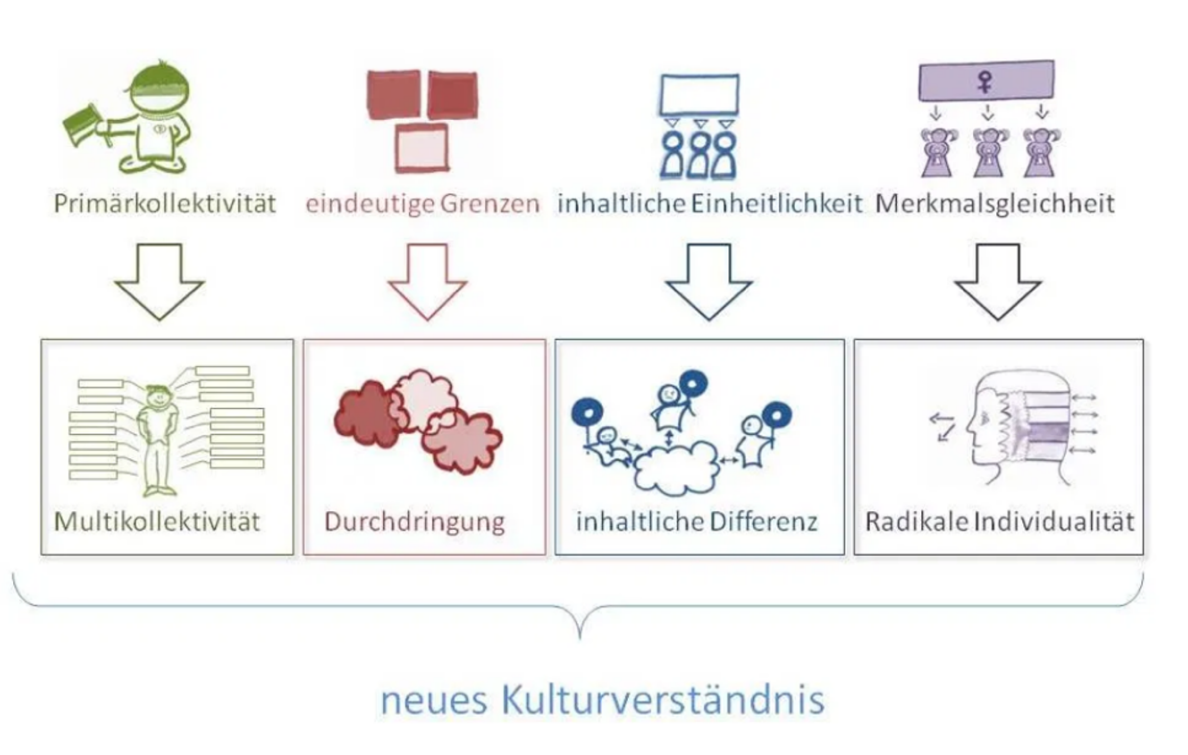 Primärkollektivität
eindeutige Grenzen
inhaltliche Einheitlichkeit
Merkmalsgleichheit
Multikollektivität
Durchdringung
inhaltliche Differenz
Radikale Individualität
neues Kulturverständnis